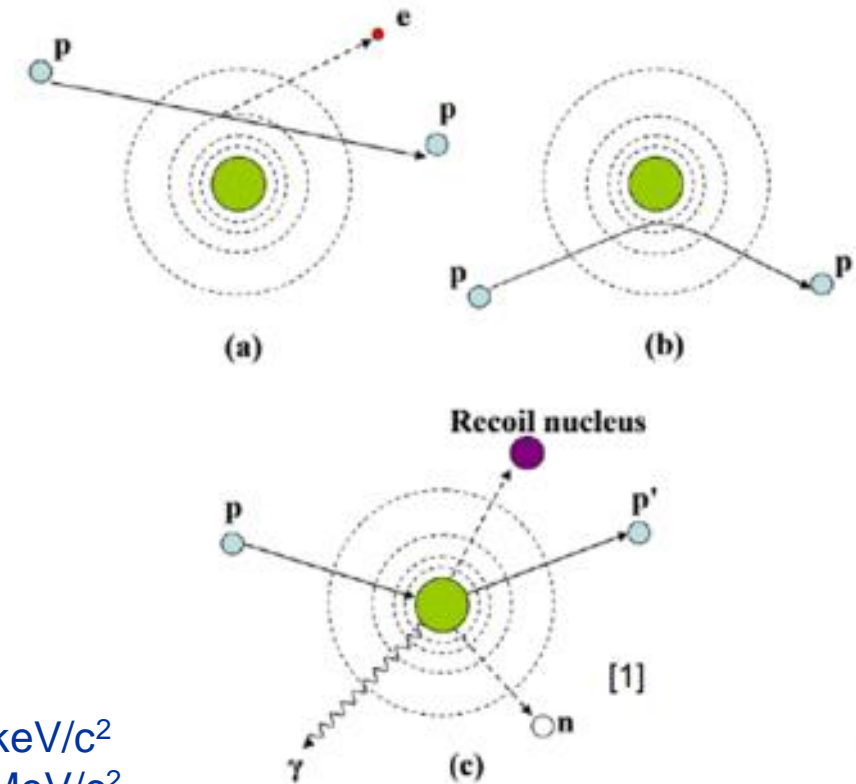 e
p
p
p
p
(a)
(b)
Recoil nucleus
p
p'
[1]
n
γ
(c)
keV/c²
MeV/c²